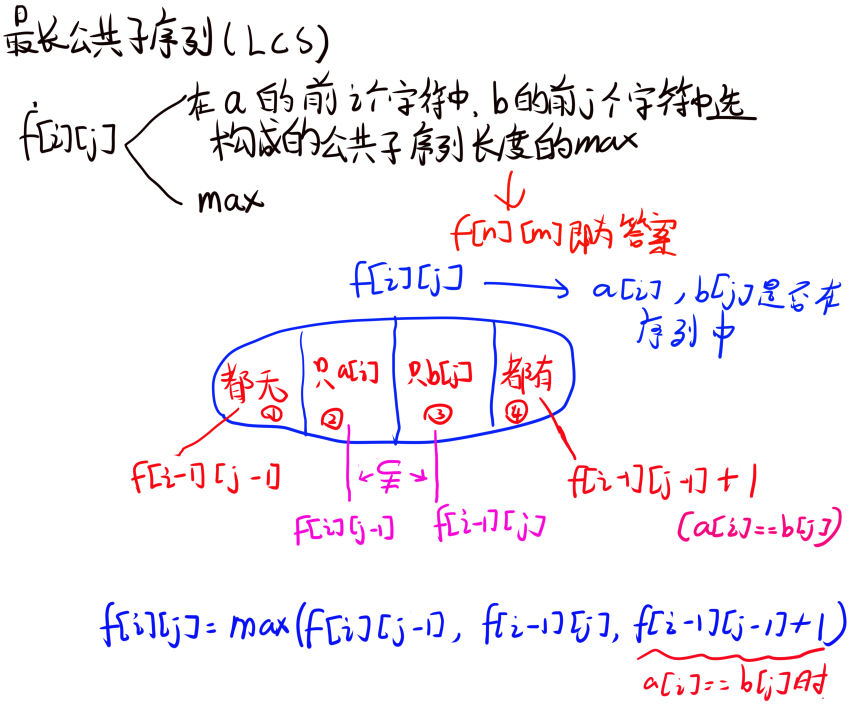 最长公共子序列(LCS)
f[i][j]
在a的前i个字符中,b的前j个字符中选
构成的公共子序列长度的max
max
f[n][m]即为答案
f[i][j] → a[i],b[j]是否在
序列中
都无 ① 只a[i] ② 只b[j] ③ 都有 ④
f[i-1][j-1]
← ⊊ →
f[i-1][j-1]+1
f[i][j-1] f[i-1][j]
(a[i]==b[j])
f[i][j]=max(f[i][j-1], f[i-1][j], f[i-1][j-1]+1)
a[i]==b[j]时